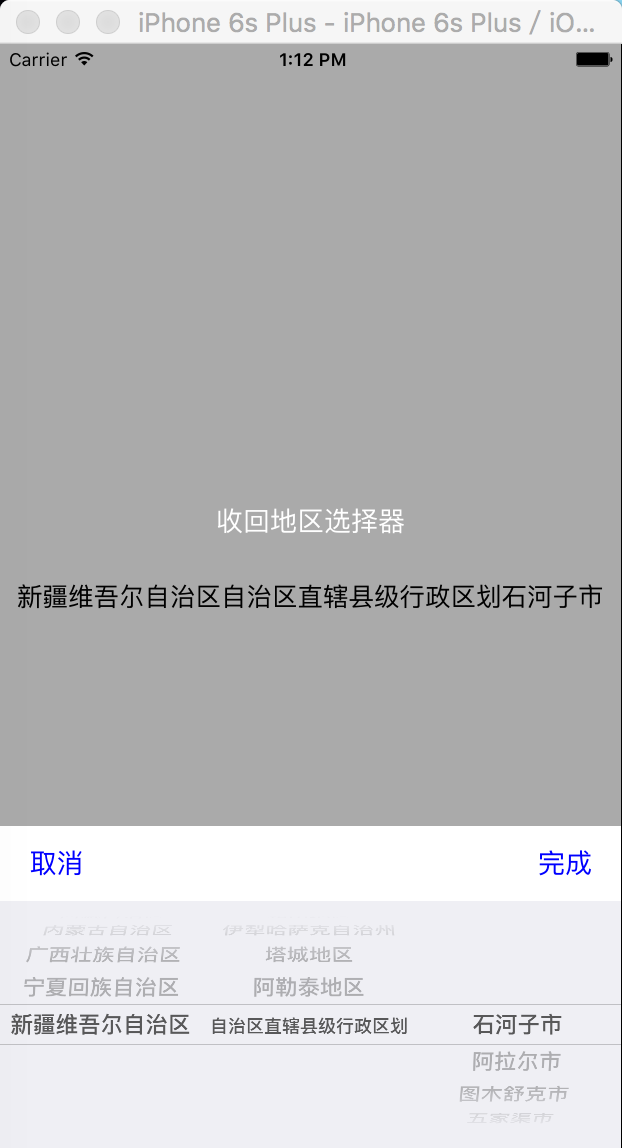 iPhone 6s Plus - iPhone 6s Plus / iO...
Carrier 1:12 PM
收回地区选择器
新疆维吾尔自治区自治区直辖县级行政区划石河子市
取消 完成
内蒙古自治区 伊犁哈萨克自治州
广西壮族自治区 塔城地区
宁夏回族自治区 阿勒泰地区
新疆维吾尔自治区 自治区直辖县级行政区划 石河子市
阿拉尔市
图木舒克市
五家渠市